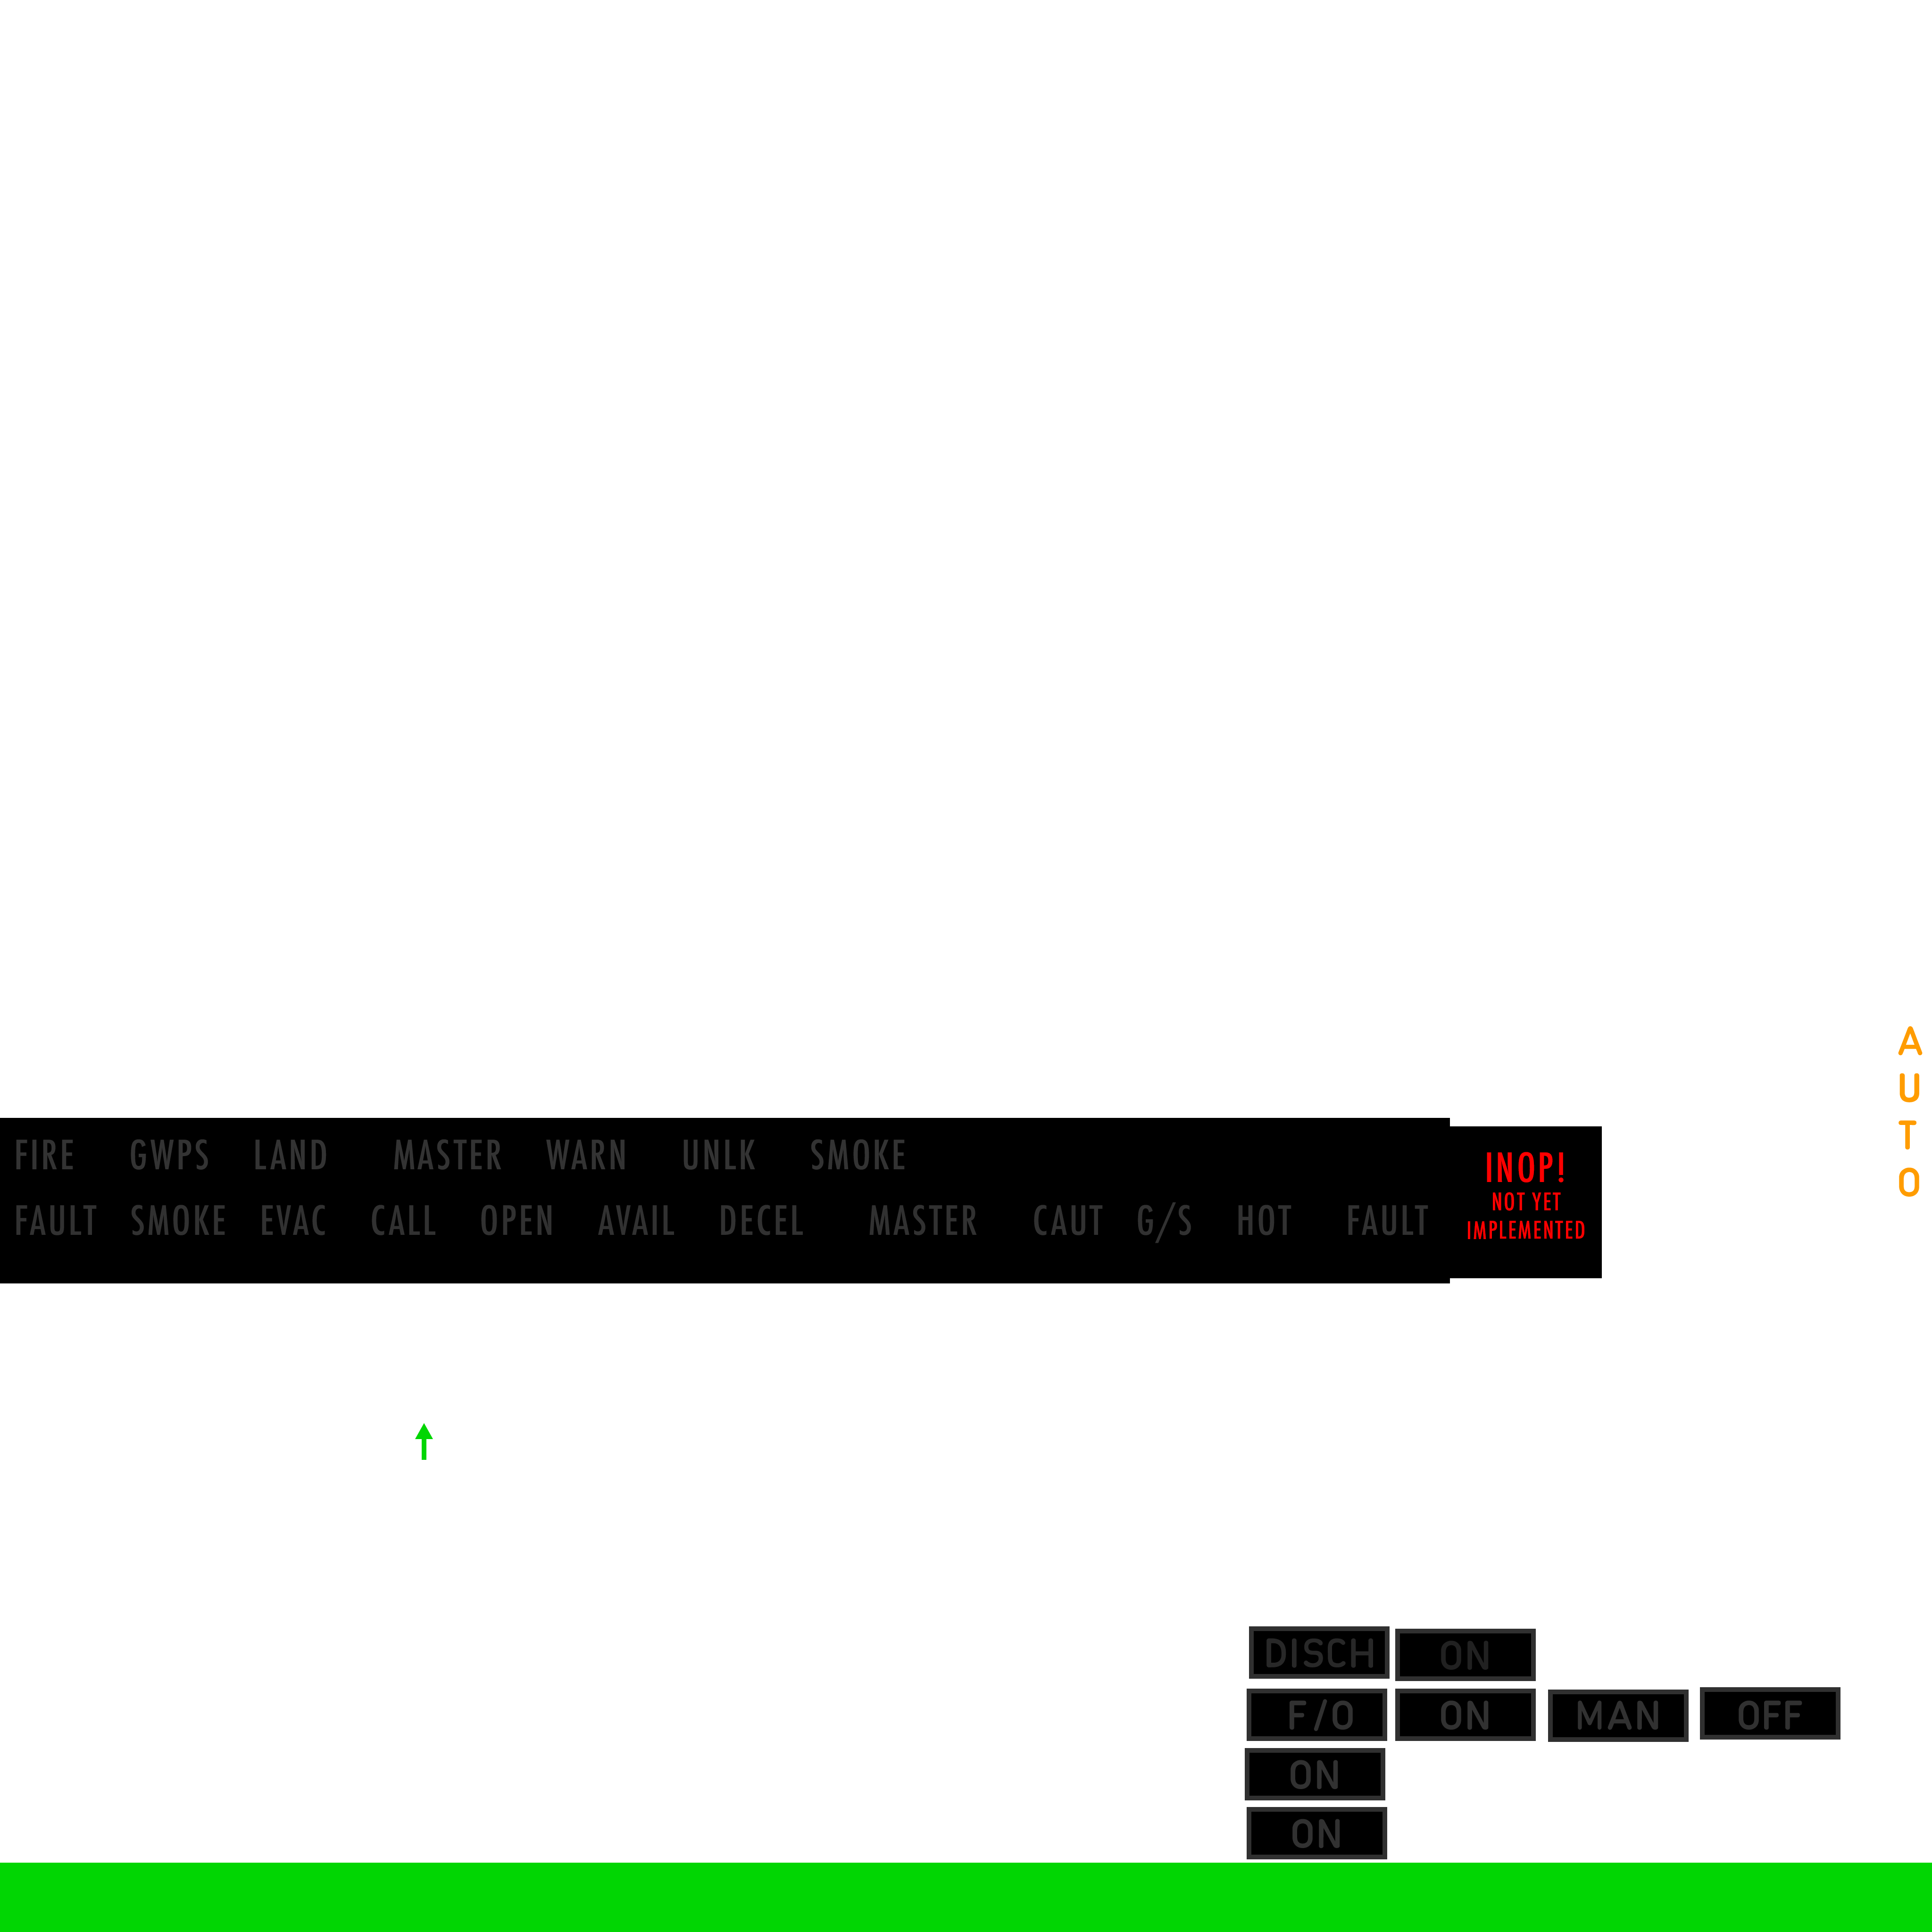 A
U
T
O
FIRE GWPS LAND MASTER WARN UNLK SMOKE
FAULT SMOKE EVAC CALL OPEN AVAIL DECEL MASTER CAUT G/S HOT FAULT
INOP!
NOT YET
IMPLEMENTED
DISCH ON
F/O ON MAN OFF
ON
ON